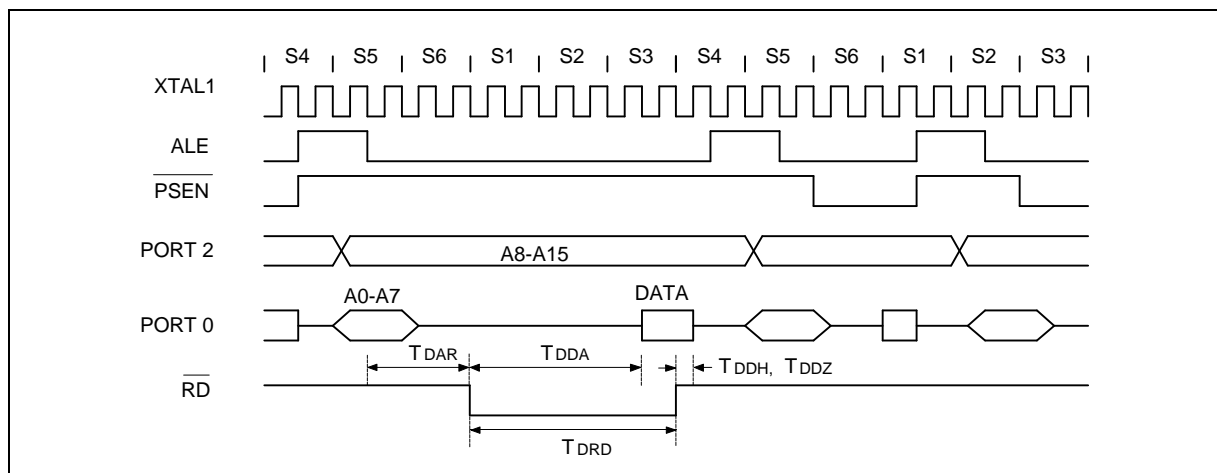 S4 S5 S6 S1 S2 S3 S4 S5 S6 S1 S2 S3
XTAL1
ALE
PSEN
PORT 2
A8-A15
A0-A7
DATA
PORT 0
TDAR
TDDA
TDDH, TDDZ
RD
TDRD